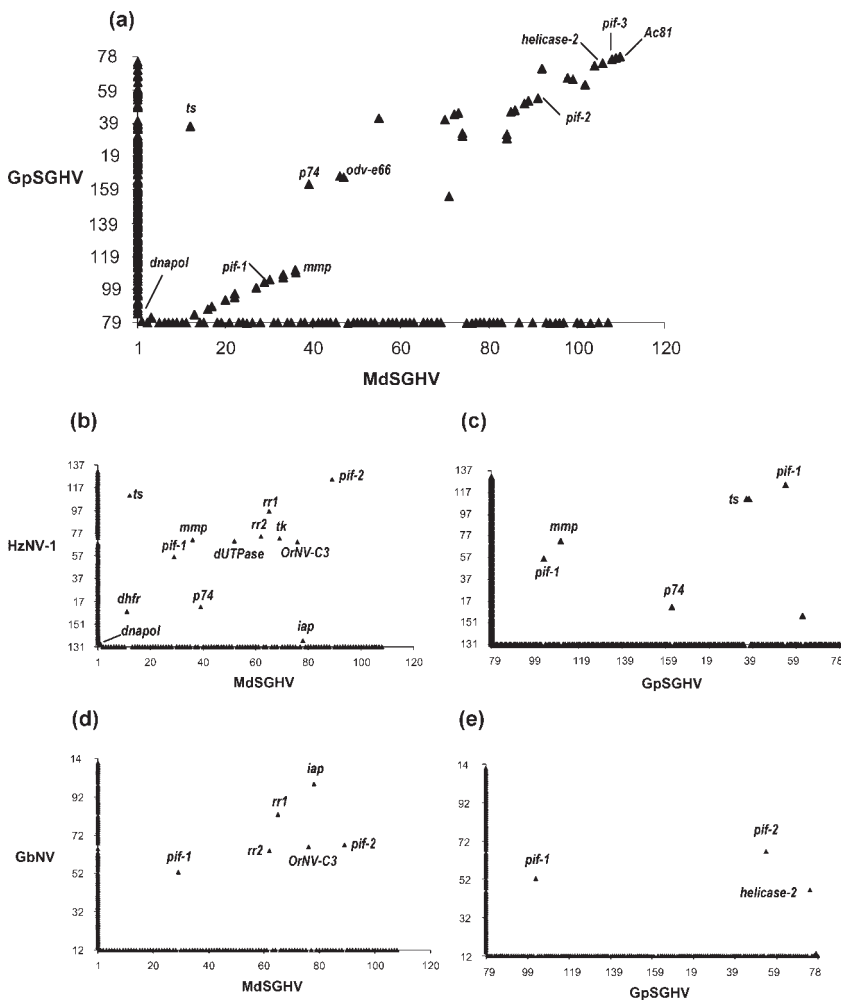 (a)
78
59
39
19
159
139
119
99
79
GpSGHV
ts
p74
odv-e66
dnapol
pif-1
mmp
helicase-2
pif-3
Ac81
pif-2
1
20
40
60
80
100
120
MdSGHV
(b)
137
117
97
77
57
37
17
151
131
HzNV-1
ts
pif-2
rr1
mmp
rr2
tk
pif-1
dUTPase
OrNV-C3
dhfr
p74
dnapol
iap
1
20
40
60
80
100
120
MdSGHV
(c)
137
117
97
77
57
37
17
151
131
pif-1
ts
mmp
pif-1
p74
79
99
119
139
159
19
39
59
78
GpSGHV
(d)
14
92
72
52
32
12
GbNV
iap
rr1
pif-1
rr2
OrNV-C3
pif-2
1
20
40
60
80
100
120
MdSGHV
(e)
14
92
72
52
32
12
pif-2
pif-1
helicase-2
79
99
119
139
159
19
39
59
78
GpSGHV